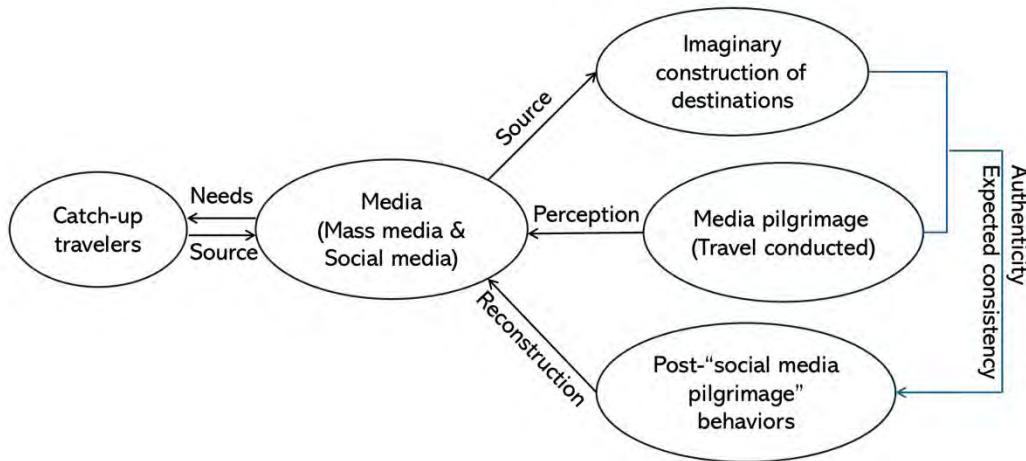 Imaginary
construction of
destinations
Source
Needs
Catch-up
travelers
Source
Media
(Mass media &
Social media)
Perception
Media pilgrimage
(Travel conducted)
Authenticity
Expected consistency
Reconstruction
Post-“social media
pilgrimage”
behaviors